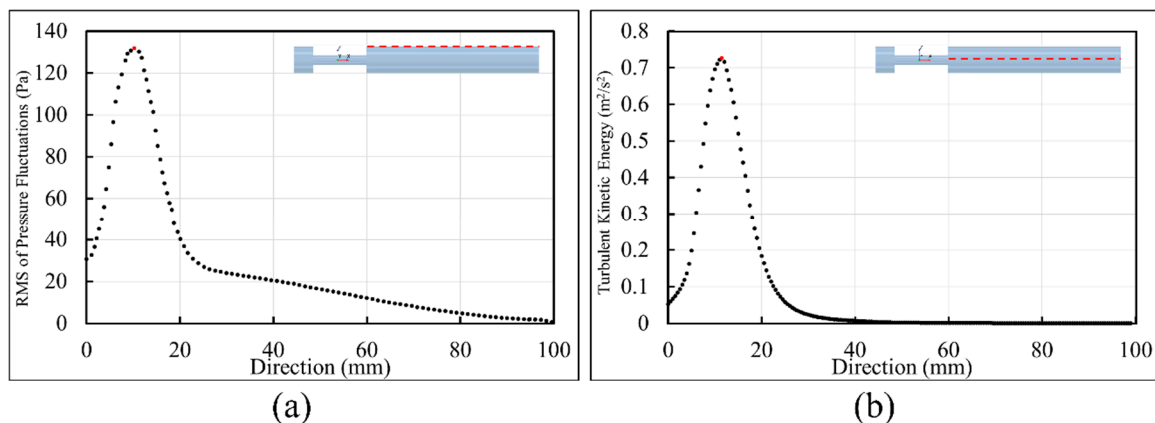 140
120
100
80
60
40
20
0
RMS of Pressure Fluctuations (Pa)
0 20 40 60 80 100
Direction (mm)
(a)
0.8
0.7
0.6
0.5
0.4
0.3
0.2
0.1
0
Turbulent Kinetic Energy (m²/s²)
0 20 40 60 80 100
Direction (mm)
(b)